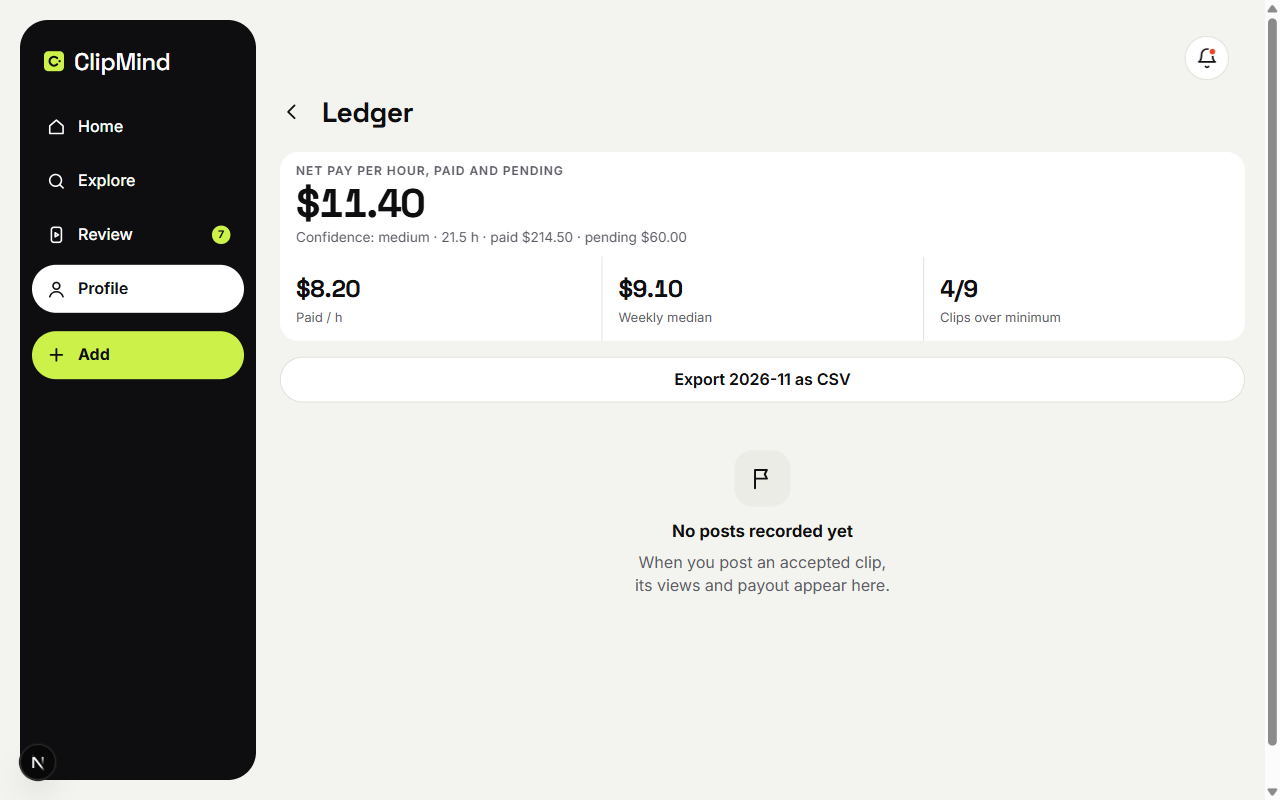 ClipMind
Home
Explore
Review 7
Profile
Add
Ledger
NET PAY PER HOUR, PAID AND PENDING
$11.40
Confidence: medium · 21.5 h · paid $214.50 · pending $60.00
$8.20
Paid / h
$9.10
Weekly median
4/9
Clips over minimum
Export 2026-11 as CSV
No posts recorded yet
When you post an accepted clip,
its views and payout appear here.
N